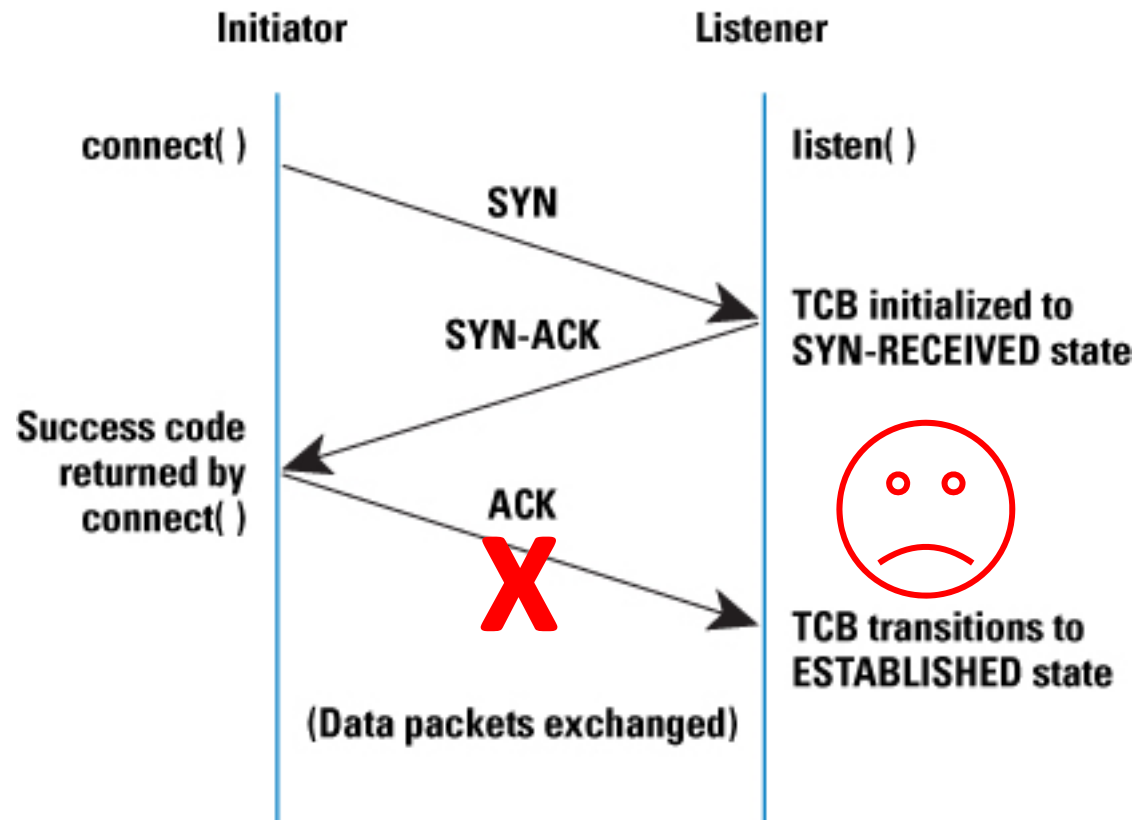 Initiator
Listener
connect( )
listen( )
SYN
TCB initialized to
SYN-RECEIVED state
SYN-ACK
Success code
returned by
connect( )
ACK
X
TCB transitions to
ESTABLISHED state
(Data packets exchanged)